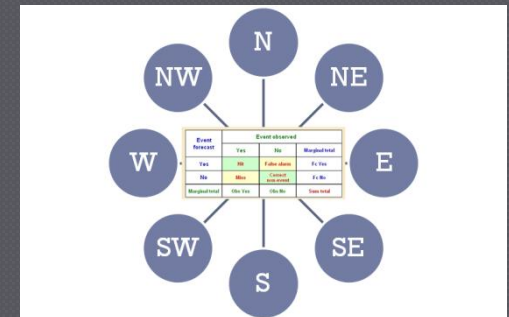 N
NW NE
Event forecast Event observed
Yes No Marginal total
W E
Yes Hit False alarm Fc Yes
No Miss Correct non-event Fc No
Marginal total Obs Yes Obs No Sum total
SW SE
S